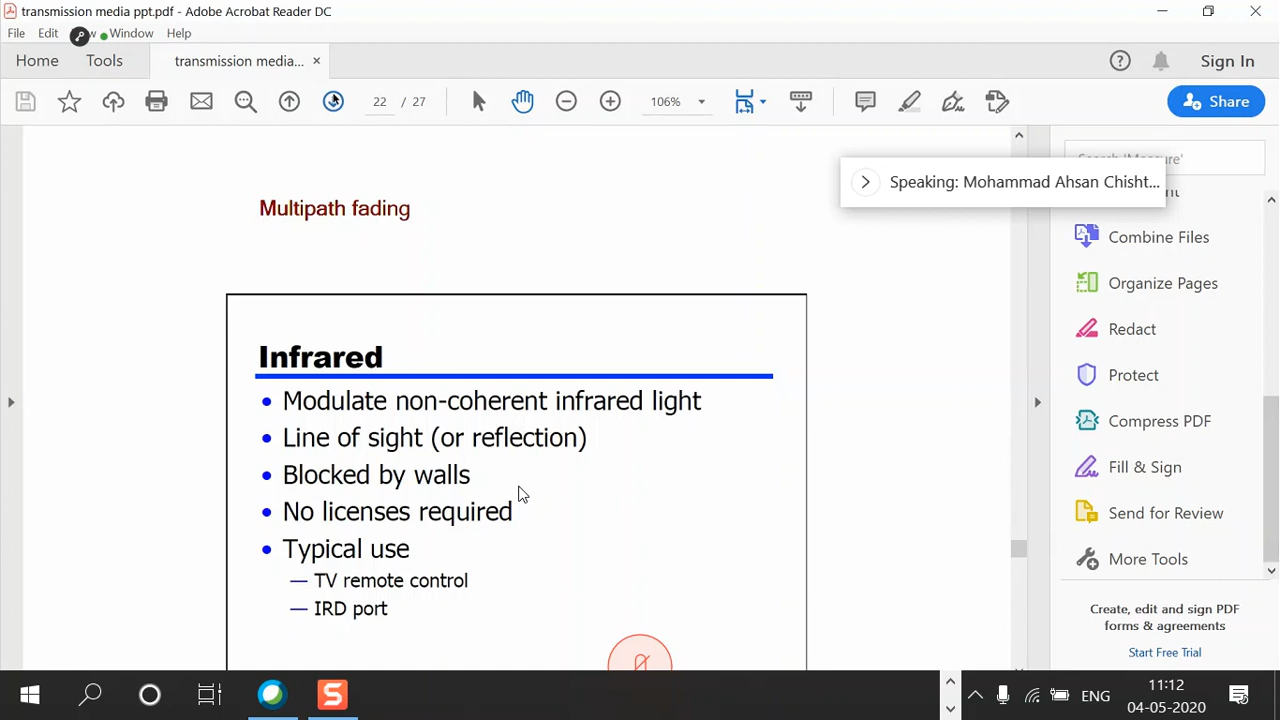 transmission media ppt.pdf - Adobe Acrobat Reader DC
File Edit Window Help
Home Tools transmission media... ×
Sign In
22 / 27 106% Share
Speaking: Mohammad Ahsan Chisht...
Search 'Measure'
Multipath fading
Combine Files
Organize Pages
Redact
Protect
Compress PDF
Fill & Sign
Send for Review
More Tools
Create, edit and sign PDF
forms & agreements
Start Free Trial
Infrared
• Modulate non-coherent infrared light
• Line of sight (or reflection)
• Blocked by walls
• No licenses required
• Typical use
— TV remote control
— IRD port
ENG
11:12
04-05-2020